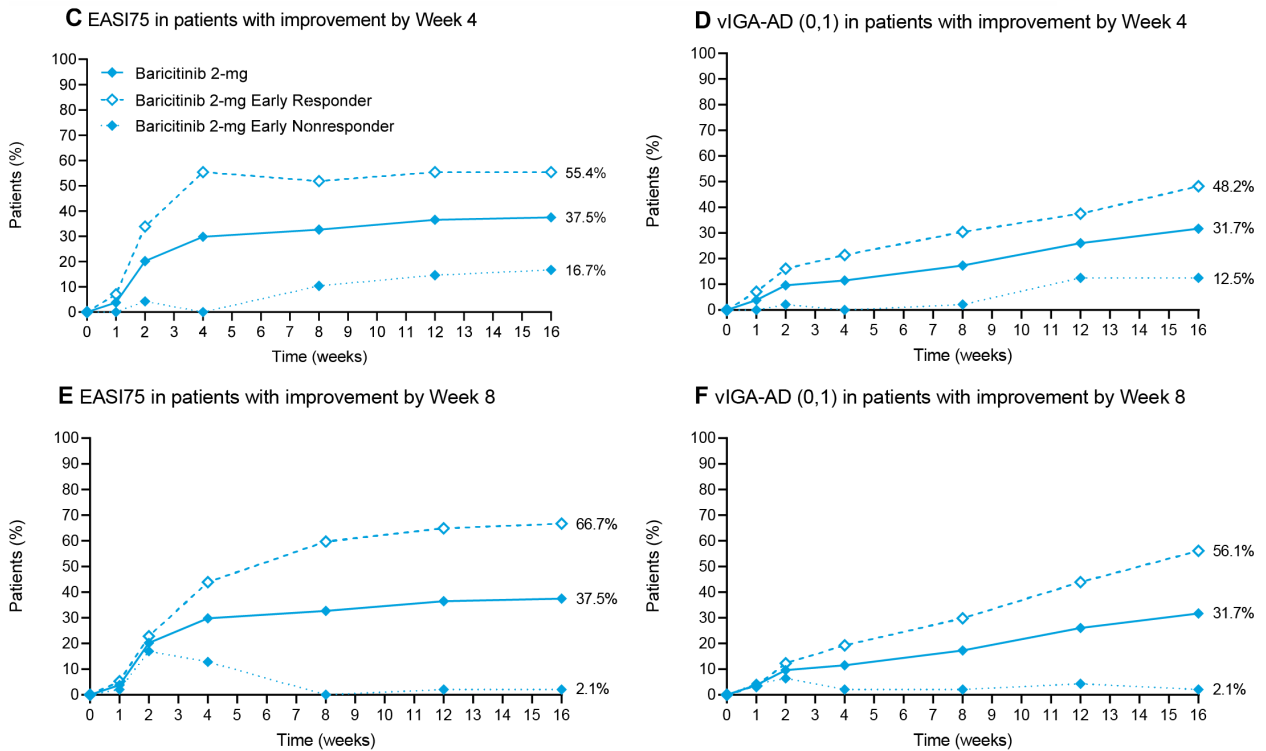 C EASI75 in patients with improvement by Week 4
100
90
80
70
60
50
40
30
20
10
0
Patients (%)
Baricitinib 2-mg
Baricitinib 2-mg Early Responder
Baricitinib 2-mg Early Nonresponder
55.4%
37.5%
16.7%
0 1 2 3 4 5 6 7 8 9 10 11 12 13 14 15 16
Time (weeks)
D vIGA-AD (0,1) in patients with improvement by Week 4
100
90
80
70
60
50
40
30
20
10
0
Patients (%)
48.2%
31.7%
12.5%
0 1 2 3 4 5 6 7 8 9 10 11 12 13 14 15 16
Time (weeks)
E EASI75 in patients with improvement by Week 8
100
90
80
70
60
50
40
30
20
10
0
Patients (%)
66.7%
37.5%
2.1%
0 1 2 3 4 5 6 7 8 9 10 11 12 13 14 15 16
Time (weeks)
F vIGA-AD (0,1) in patients with improvement by Week 8
100
90
80
70
60
50
40
30
20
10
0
Patients (%)
56.1%
31.7%
2.1%
0 1 2 3 4 5 6 7 8 9 10 11 12 13 14 15 16
Time (weeks)